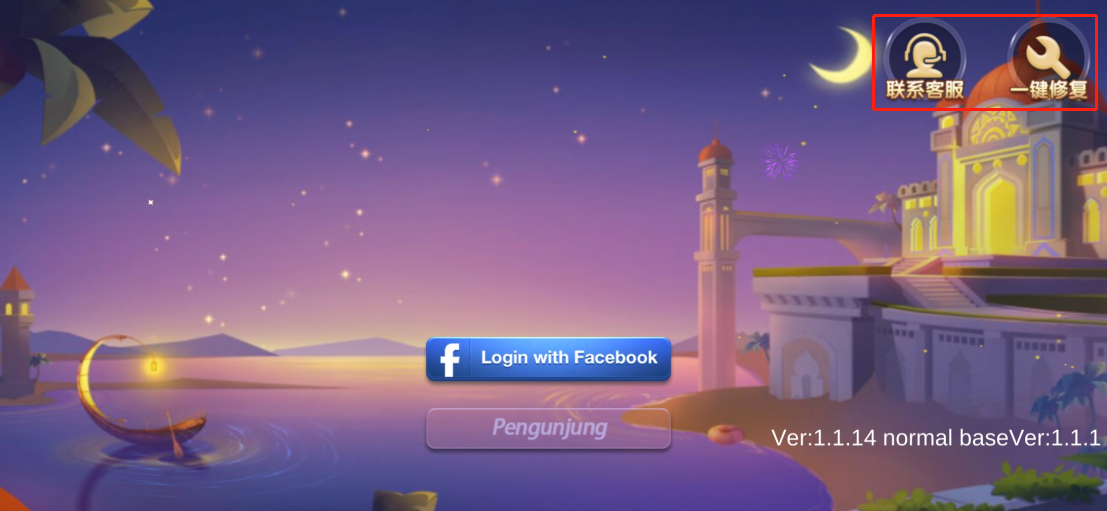 联系客服
一键修复
Login with Facebook
Pengunjung
Ver:1.1.14 normal baseVer:1.1.1